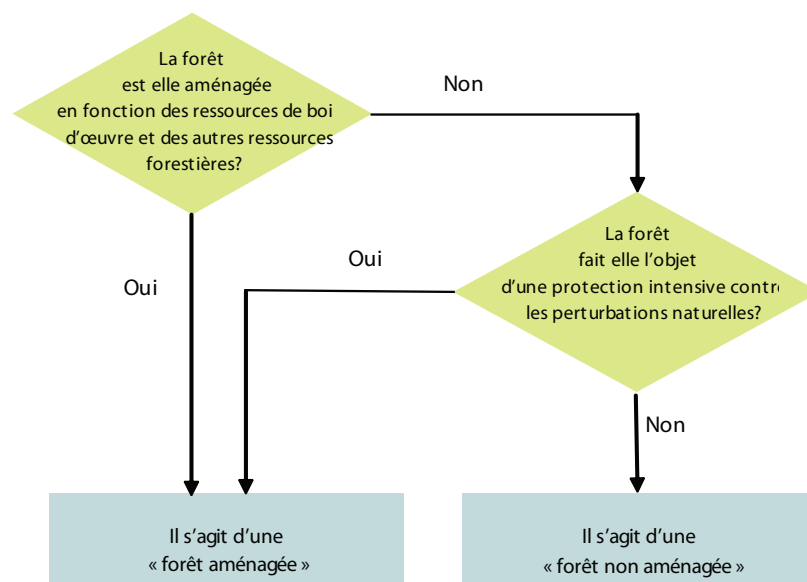 La forêt
est elle aménagée
en fonction des ressources de boi
d’œuvre et des autres ressources
forestières?
Non
La forêt
fait elle l’objet
d’une protection intensive contr
les perturbations naturelles?
Oui
Oui
Non
Il s’agit d’une
« forêt aménagée »
Il s’agit d’une
« forêt non aménagée »